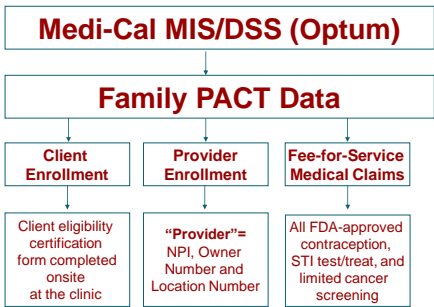 Medi-Cal MIS/DSS (Optum)
Family PACT Data
Client
Enrollment
Provider
Enrollment
Fee-for-Service
Medical Claims
Client eligibility
certification
form completed
onsite
at the clinic
“Provider”=
NPI, Owner
Number and
Location Number
All FDA-approved
contraception,
STI test/treat, and
limited cancer
screening